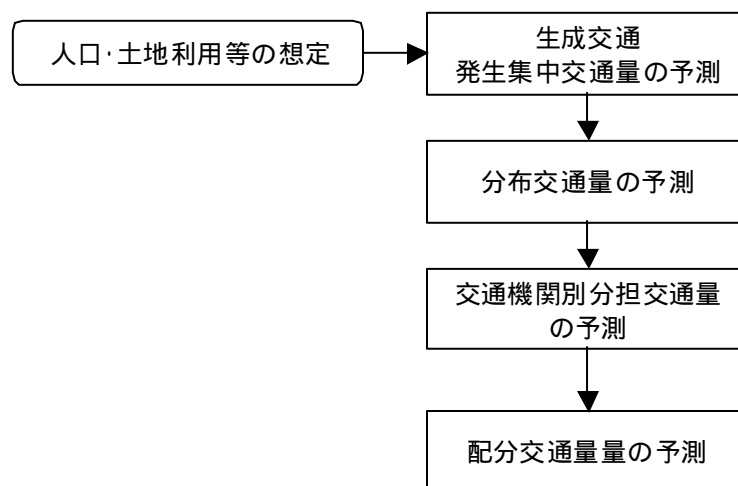 人口･土地利用等の想定
生成交通
発生集中交通量の予測
分布交通量の予測
交通機関別分担交通量
の予測
配分交通量量の予測